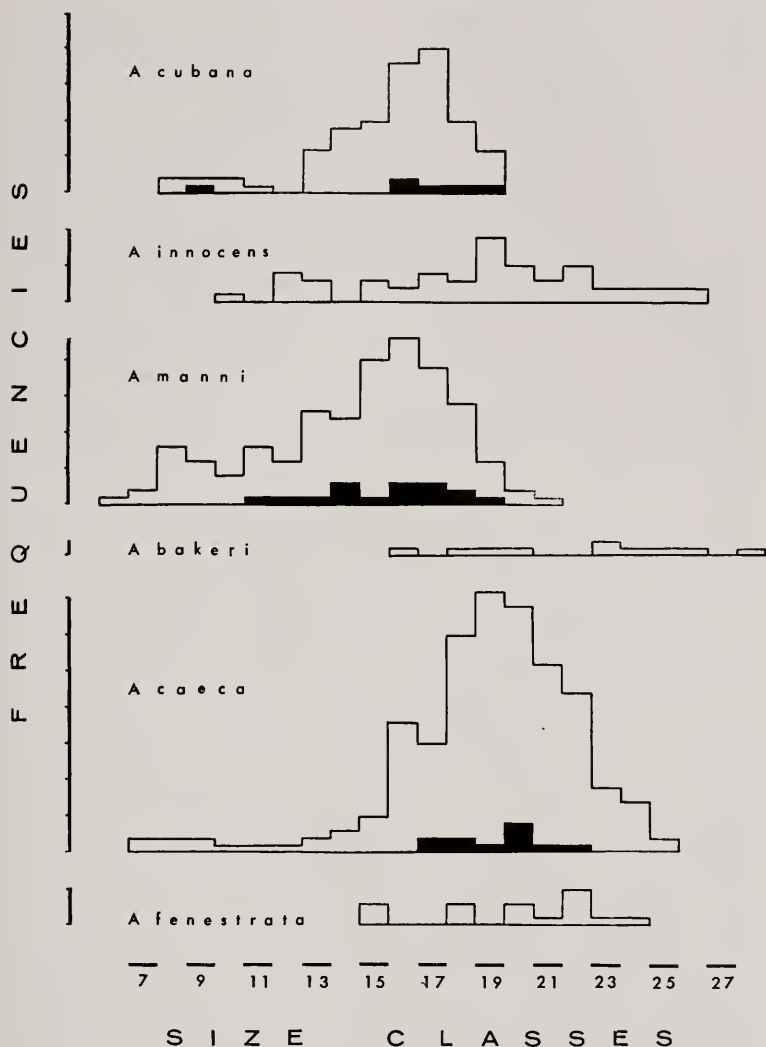 A cubana
A innocens
A manni
A bakeri
A caeca
A fenestrata
FREQUENCIES
7 9 11 13 15 17 19 21 23 25 27
SIZE CLASSES